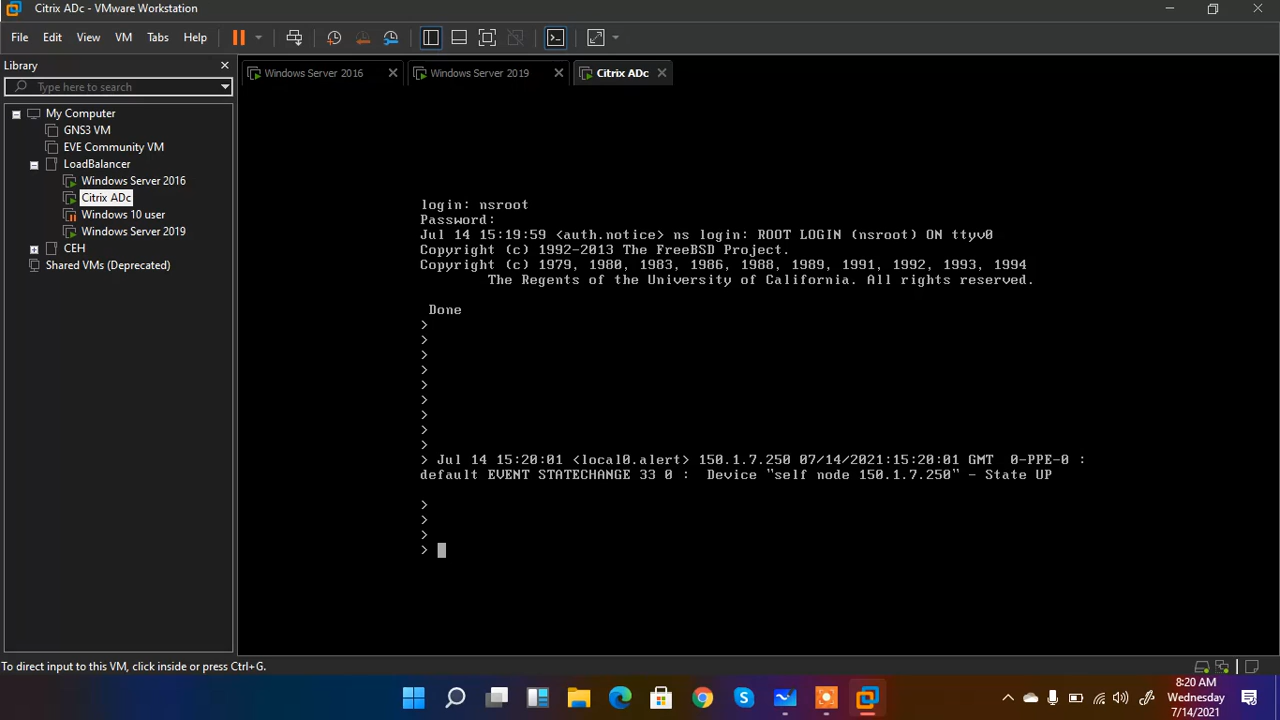 Citrix ADc - VMware Workstation
File Edit View VM Tabs Help
Library
Type here to search
My Computer
GNS3 VM
EVE Community VM
LoadBalancer
Windows Server 2016
Citrix ADc
Windows 10 user
Windows Server 2019
CEH
Shared VMs (Deprecated)
Windows Server 2016 Windows Server 2019 Citrix ADc
login: nsroot
Password:
Jul 14 15:19:59 <auth.notice> ns login: ROOT LOGIN (nsroot) ON ttyv0
Copyright (c) 1992-2013 The FreeBSD Project.
Copyright (c) 1979, 1980, 1983, 1986, 1988, 1989, 1991, 1992, 1993, 1994
The Regents of the University of California. All rights reserved.
Done
>
>
>
>
>
>
>
>
>
> Jul 14 15:20:01 <local0.alert> 150.1.7.250 07/14/2021:15:20:01 GMT 0-PPE-0 :
default EVENT STATECHANGE 33 0 : Device "self node 150.1.7.250" - State UP
>
>
>
>
To direct input to this VM, click inside or press Ctrl+G.
8:20 AM
Wednesday
7/14/2021